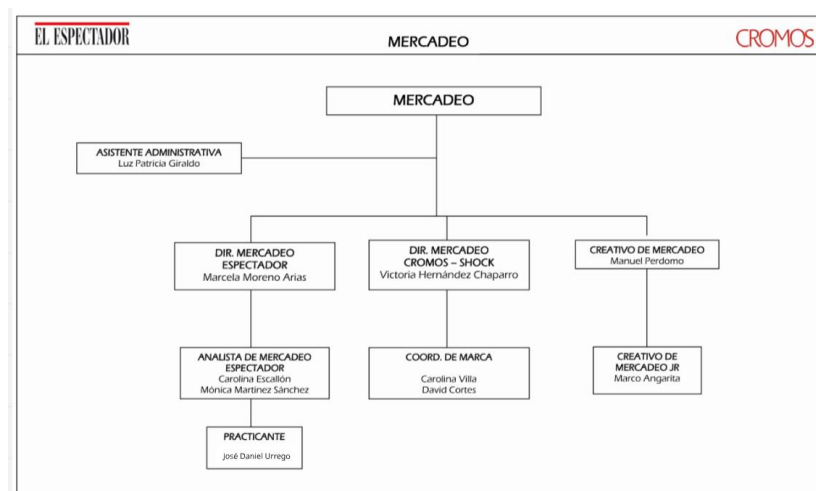 EL ESPECTADOR
MERCADEO
CROMOS
MERCADEO
ASISTENTE ADMINISTRATIVA
Luz Patricia Giraldo
DIR. MERCADEO
ESPECTADOR
Marcela Moreno Arias
DIR. MERCADEO
CROMOS – SHOCK
Victoria Hernández Chaparro
CREATIVO DE MERCADEO
Manuel Perdomo
ANALISTA DE MERCADEO
ESPECTADOR
Carolina Escallón
Mónica Martínez Sánchez
COORD. DE MARCA
Carolina Villa
David Cortes
CREATIVO DE
MERCADEO JR
Marco Angarita
PRACTICANTE
José Daniel Urrego